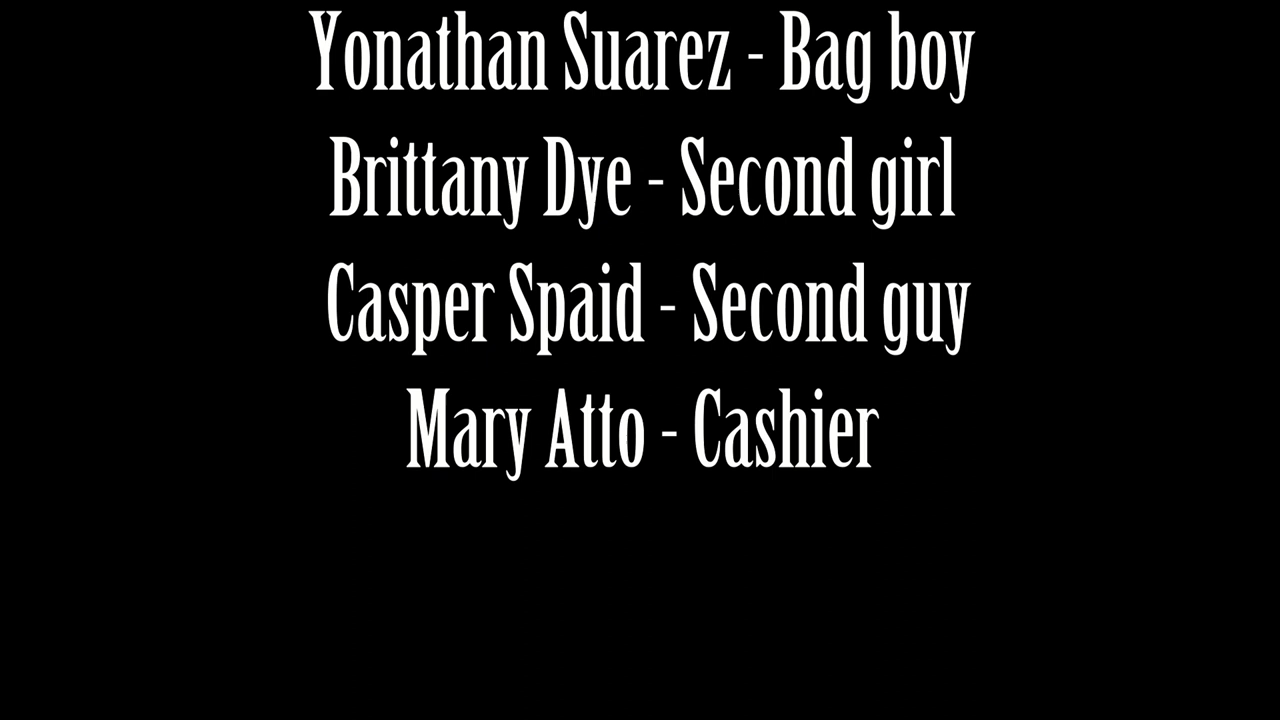 Yonathan Suarez - Bag boy
Brittany Dye - Second girl
Casper Spaid - Second guy
Mary Atto - Cashier